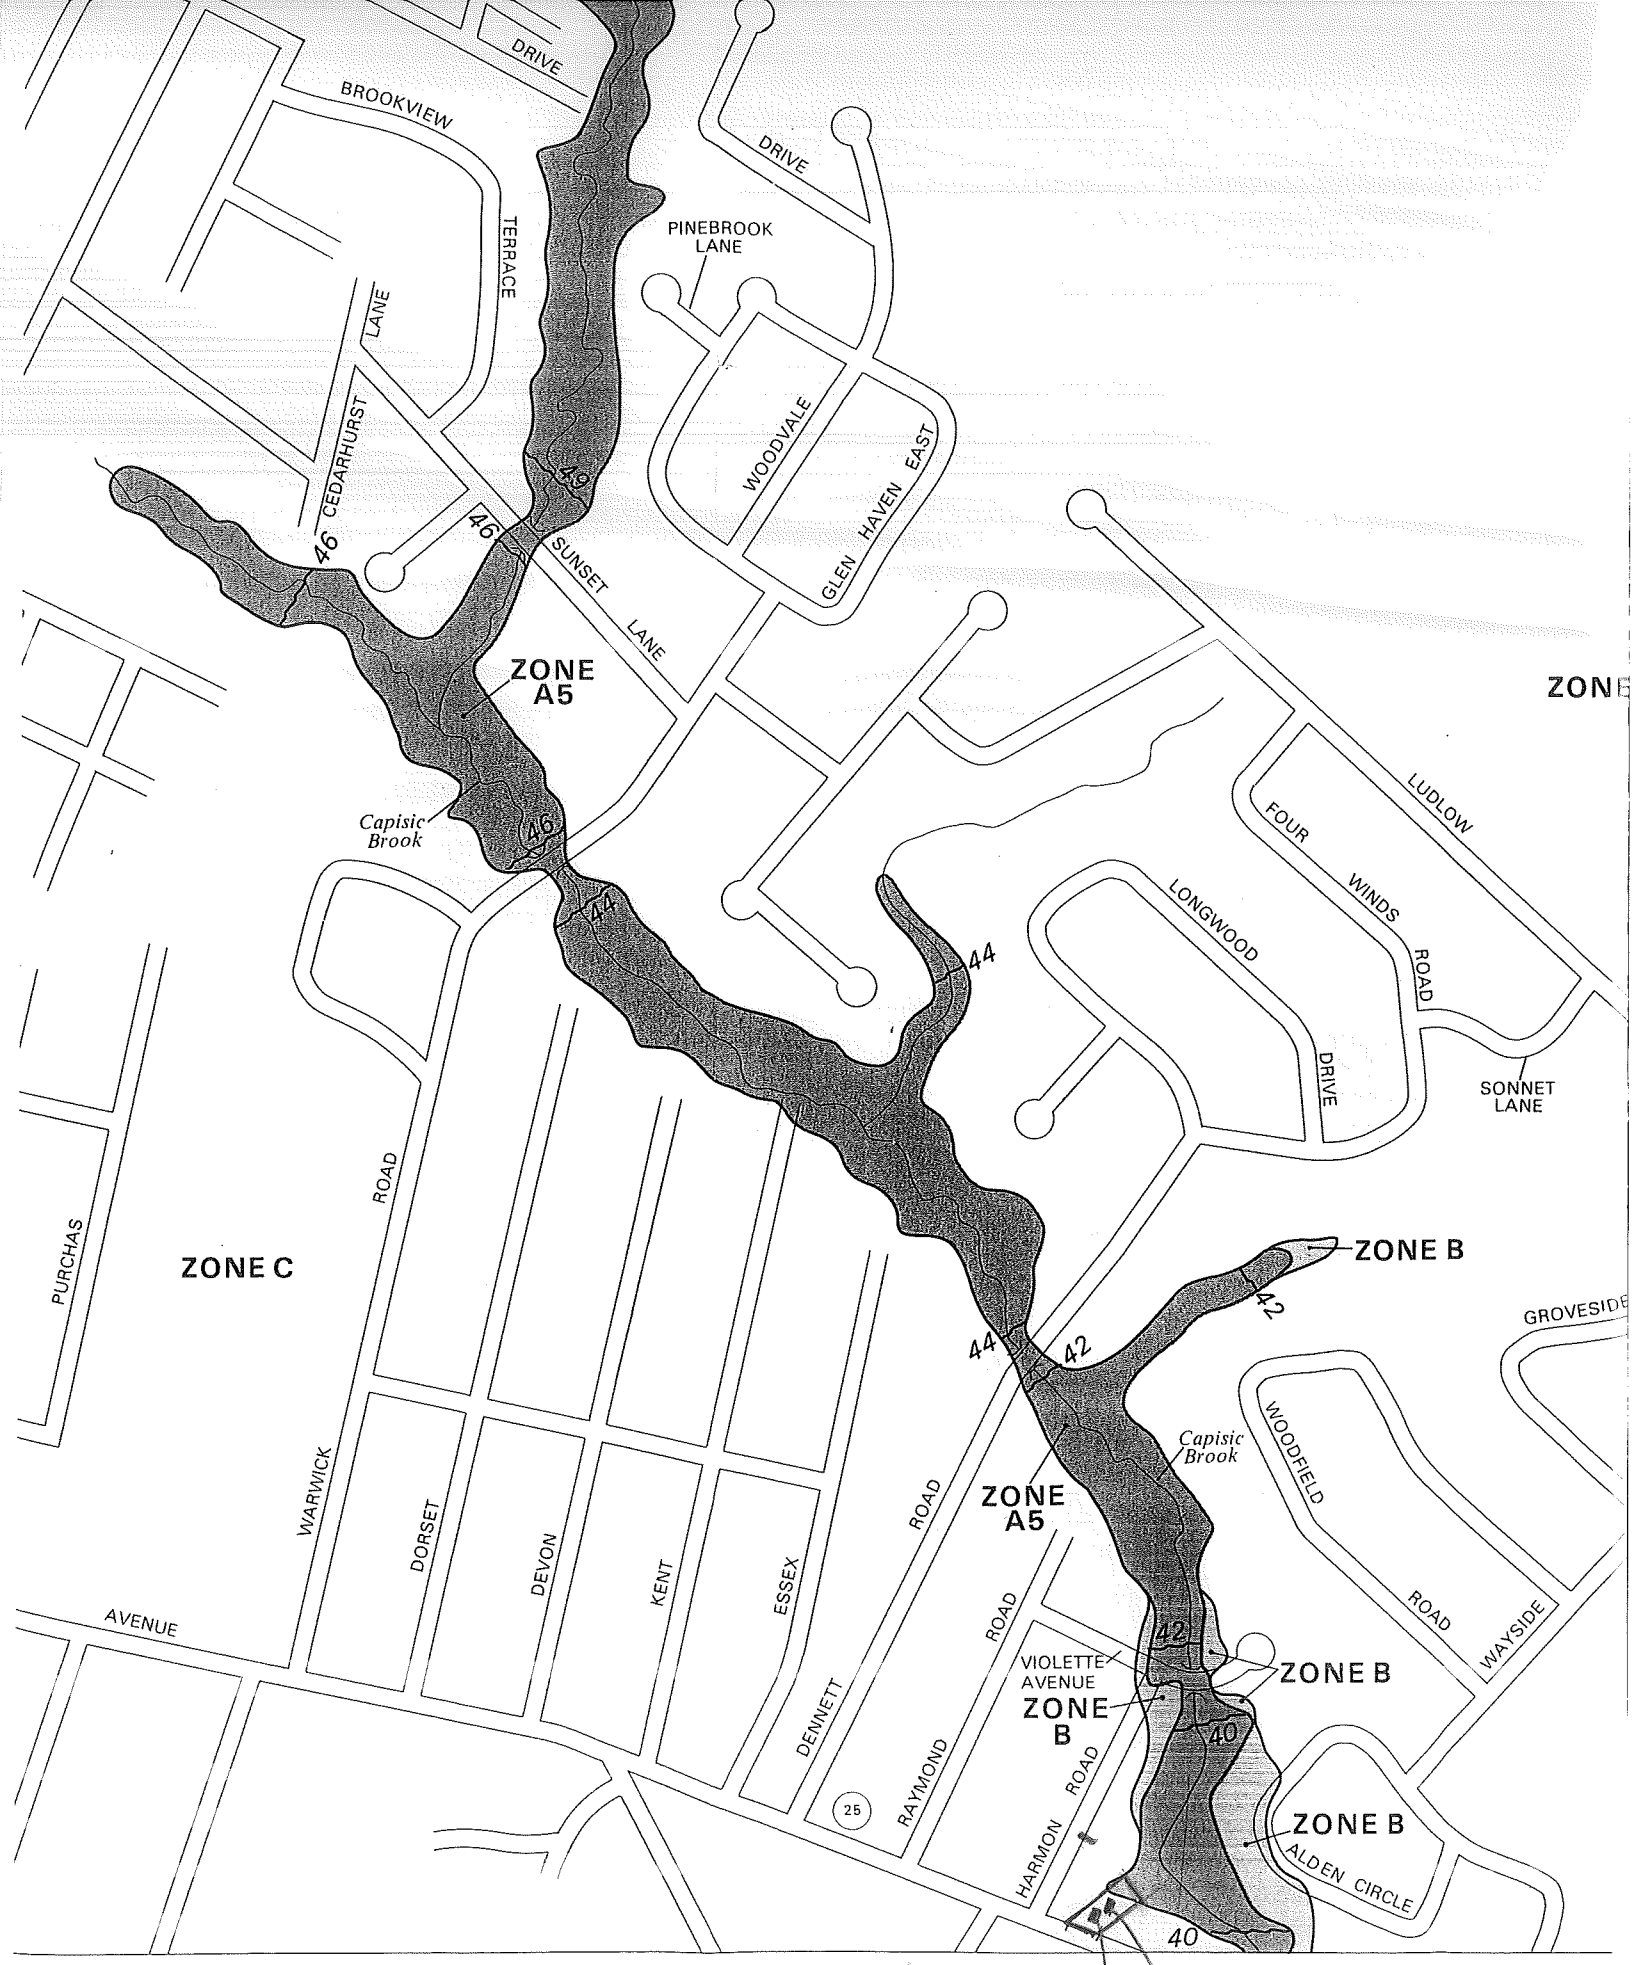 DRIVE
BROOKVIEW
TERRACE
DRIVE
PINEBROOK
LANE
LANE
CEDARHURST
WOODVALE
GLEN HAVEN EAST
49
46
46
SUNSET
LANE
ZONE
A5
ZONE
Capisic
Brook
46
44
44
LUDLOW
FOUR
WINDS
ROAD
LONGWOOD
DRIVE
SONNET
LANE
ROAD
PURCHAS
ZONE C
ZONE B
42
GROVESIDE
44
42
Capisic
Brook
WOODFIELD
ROAD
WAYSIDE
ZONE
A5
WARWICK
DORSET
DEVON
KENT
ESSEX
ROAD
DENNETT
ROAD
RAYMOND
AVENUE
42
VIOLETTE
AVENUE
ZONE B
ZONE
B
40
ROAD
HARMON
25
ZONE B
ALDEN CIRCLE
40